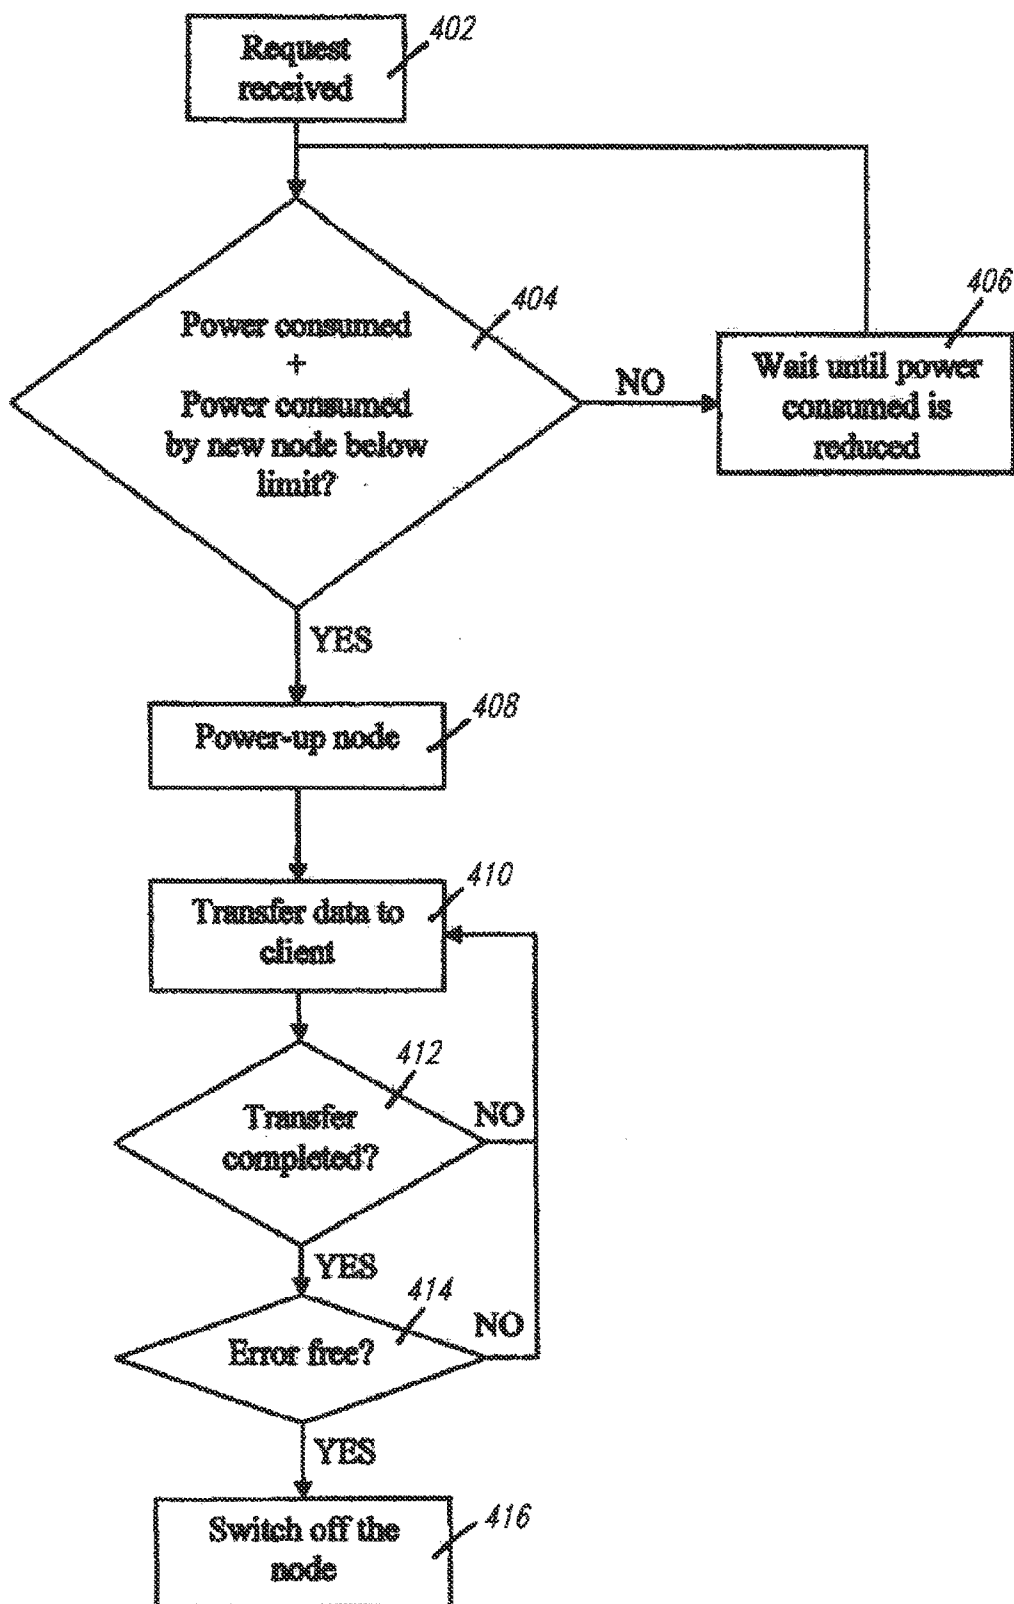 402
Request
received
404
Power consumed
+
Power consumed
by new node below
limit?
NO
406
Wait until power
consumed is
reduced
YES
408
Power-up node
410
Transfer data to
client
412
Transfer
completed?
NO
YES
414
Error free?
NO
YES
416
Switch off the
node